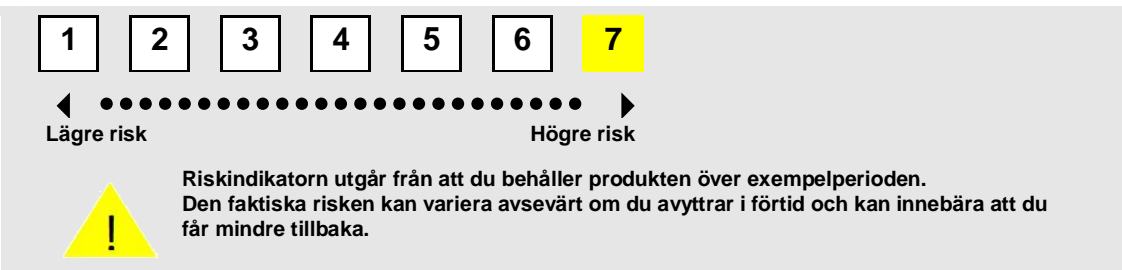 1 2 3 4 5 6 7
Lägre risk Högre risk
Riskindikatorn utgår från att du behåller produkten över exempelperioden.
Den faktiska risken kan variera avsevärt om du avyttrar i förtid och kan innebära att du
får mindre tillbaka.
!